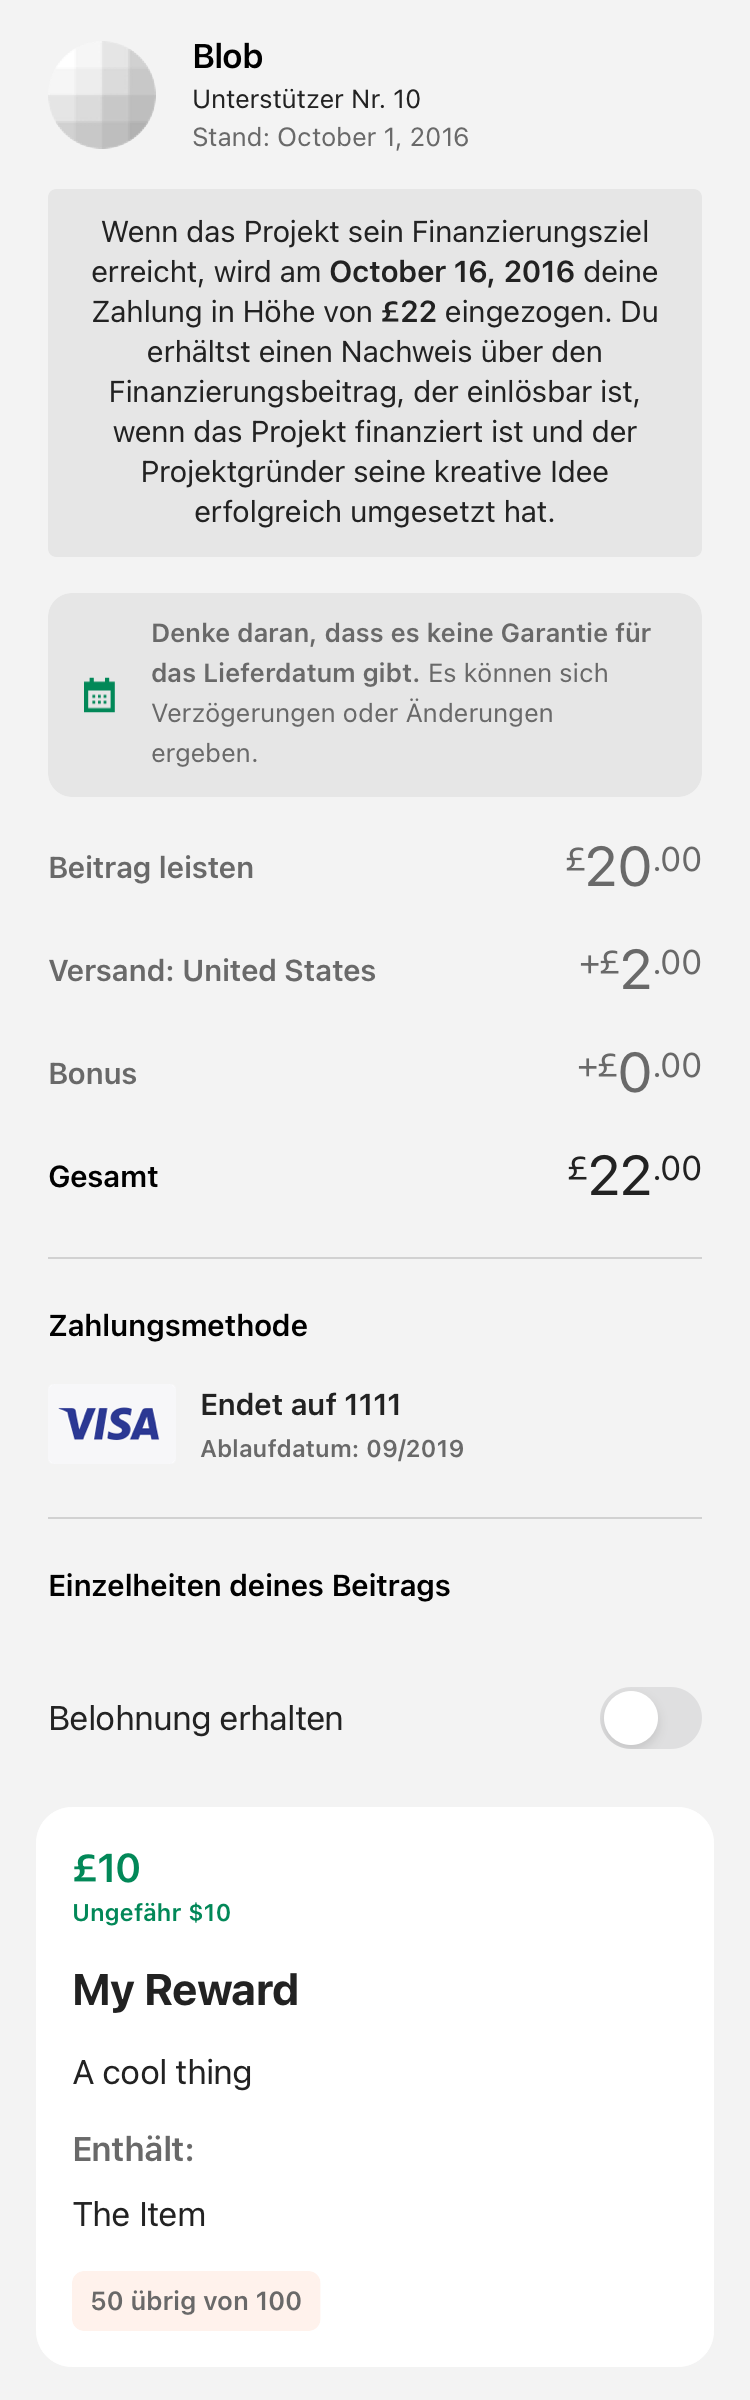 Blob
Unterstützer Nr. 10
Stand: October 1, 2016
Wenn das Projekt sein Finanzierungsziel
erreicht, wird am October 16, 2016 deine
Zahlung in Höhe von £22 eingezogen. Du
erhältst einen Nachweis über den
Finanzierungsbeitrag, der einlösbar ist,
wenn das Projekt finanziert ist und der
Projektgründer seine kreative Idee
erfolgreich umgesetzt hat.
Denke daran, dass es keine Garantie für
das Lieferdatum gibt. Es können sich
Verzögerungen oder Änderungen
ergeben.
Beitrag leisten £20.00
Versand: United States +£2.00
Bonus +£0.00
Gesamt £22.00
Zahlungsmethode
VISA
Endet auf 1111
Ablaufdatum: 09/2019
Einzelheiten deines Beitrags
Belohnung erhalten
£10
Ungefähr $10
My Reward
A cool thing
Enthält:
The Item
50 übrig von 100